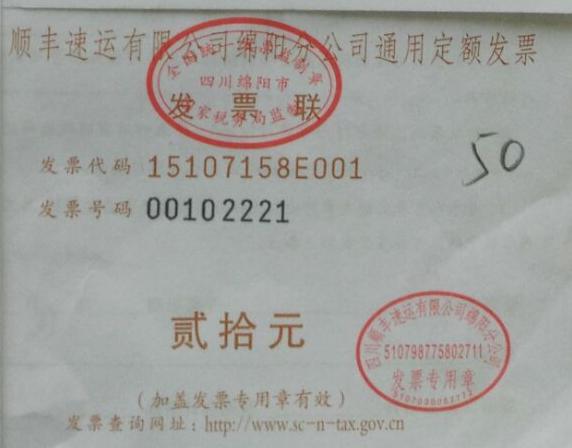 顺丰速运有限公司绵阳分公司通用定额发票
全国统一发票监制章
四川绵阳市
国家税务局监制
发票联
发票代码 15107158E001
50
发票号码 00102221
贰拾元
四川顺丰速运有限公司绵阳分公司
510798775802711
发票专用章
(加盖发票专用章有效)
发票查询网址: http://www.sc-n-tax.gov.cn